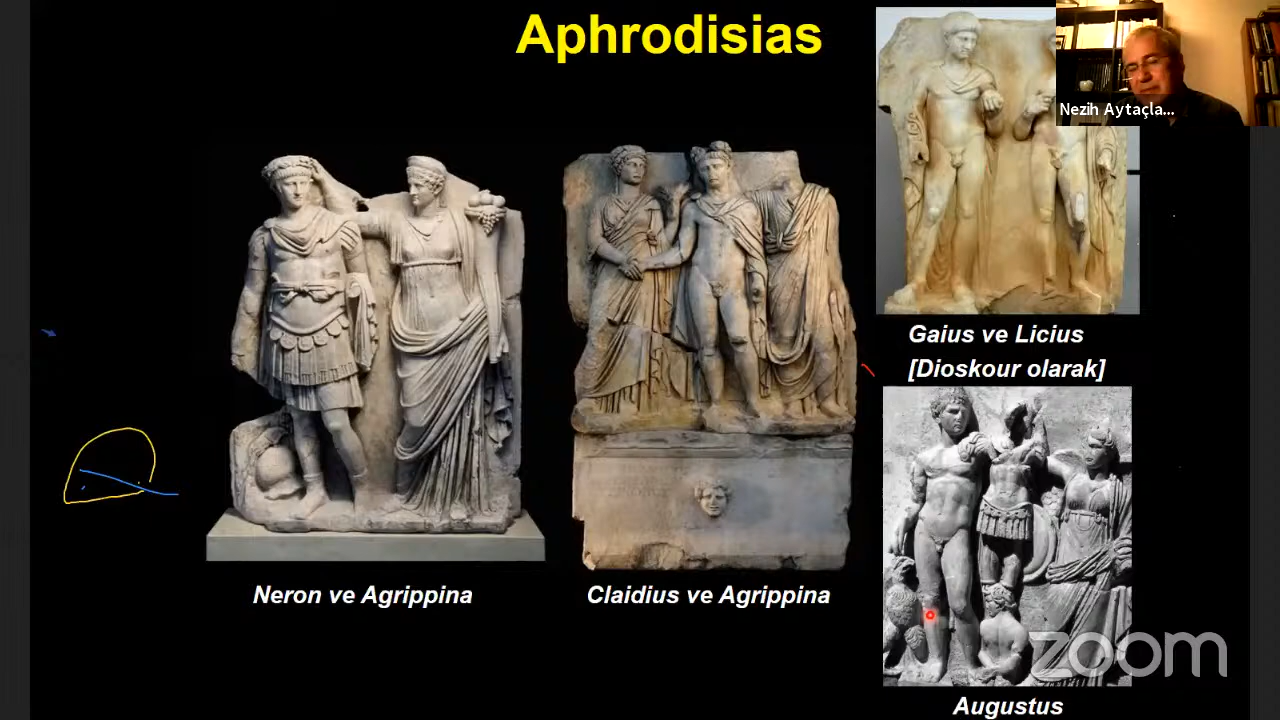 Aphrodisias
Nezih Aytaçla...
Gaius ve Licius
[Dioskour olarak]
Neron ve Agrippina
Claidius ve Agrippina
zoom
Augustus